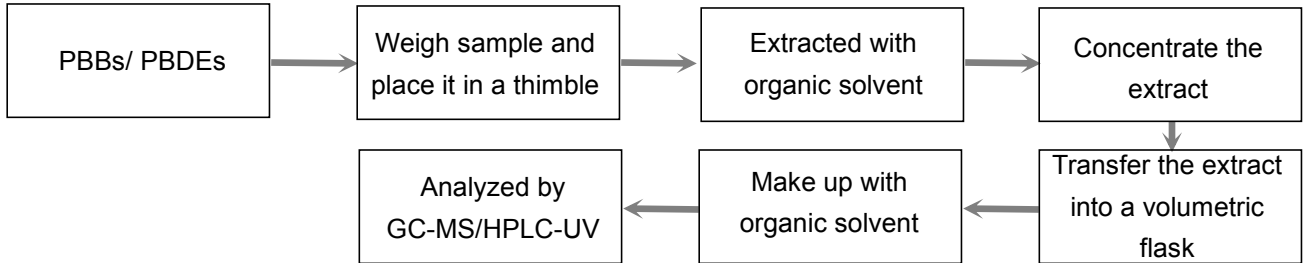 PBBs/ PBDEs
Weigh sample and
place it in a thimble
Extracted with
organic solvent
Concentrate the
extract
Transfer the extract
into a volumetric
flask
Make up with
organic solvent
Analyzed by
GC-MS/HPLC-UV